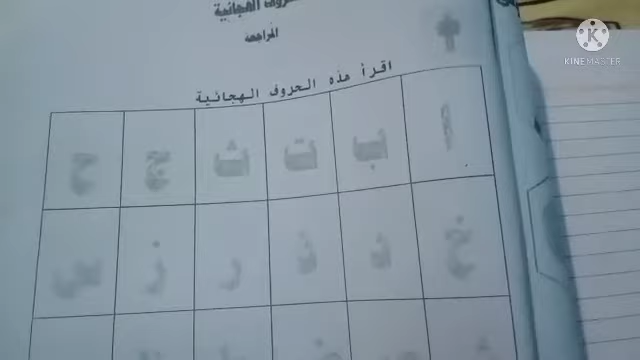 الحروف الهجائية
المراجعة
اقرأ هذه الحروف الهجائية
أ ب ت ث ج ح
خ د ذ ر ز س
KINEMASTER